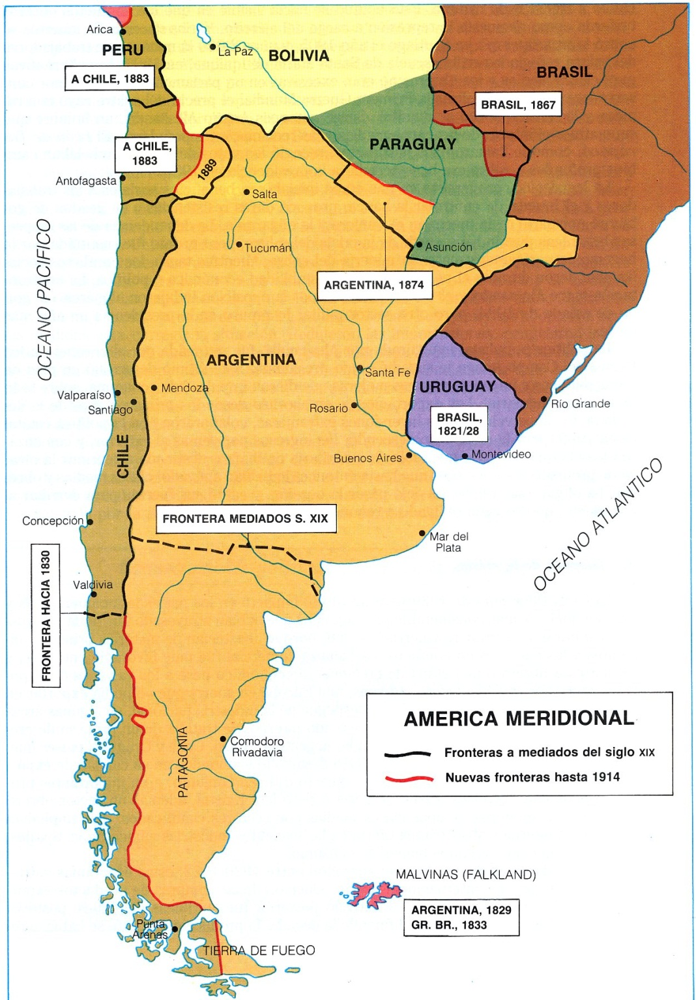 Arica
PERU
La Paz
BOLIVIA
BRASIL
A CHILE, 1883
BRASIL, 1867
PARAGUAY
A CHILE,
1883
1889
Antofagasta
Salta
OCEANO PACIFICO
Tucumán
Asunción
ARGENTINA, 1874
ARGENTINA
Santa Fe
URUGUAY
Valparaíso
Mendoza
Santiago
Rosario
Río Grande
BRASIL,
1821/28
CHILE
Buenos Aires
Montevideo
OCEANO ATLANTICO
FRONTERA MEDIADOS S. XIX
Concepción
Mar del
Plata
FRONTERA HACIA 1830
Valdivia
AMERICA MERIDIONAL
Fronteras a mediados del siglo XIX
Nuevas fronteras hasta 1914
PATAGONIA
Comodoro
Rivadavia
MALVINAS (FALKLAND)
ARGENTINA, 1829
GR. BR., 1833
Punta
Arenas
TIERRA DE FUEGO